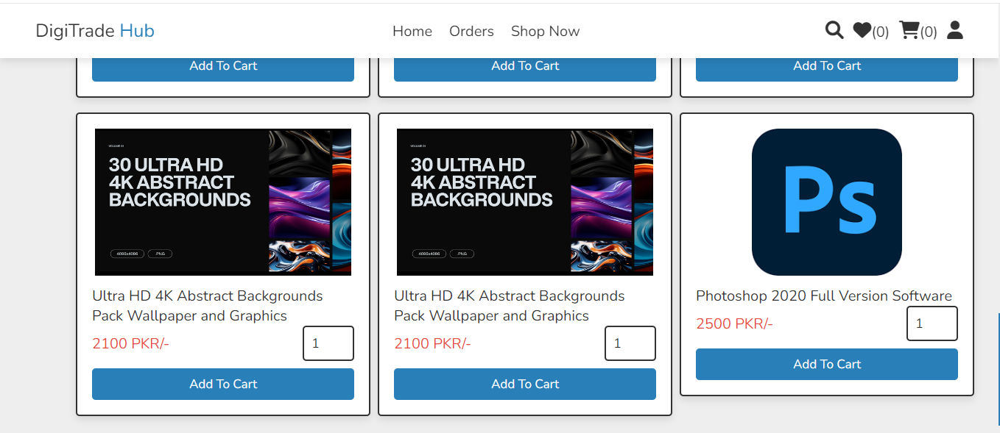 DigiTrade Hub
Home Orders Shop Now
(0) (0)
Add To Cart
Add To Cart
Add To Cart
VOLUME 01
30 ULTRA HD
4K ABSTRACT
BACKGROUNDS
4096x4096 .PNG
Ultra HD 4K Abstract Backgrounds
Pack Wallpaper and Graphics
2100 PKR/-
1
Add To Cart
VOLUME 01
30 ULTRA HD
4K ABSTRACT
BACKGROUNDS
4096x4096 .PNG
Ultra HD 4K Abstract Backgrounds
Pack Wallpaper and Graphics
2100 PKR/-
1
Add To Cart
Ps
Photoshop 2020 Full Version Software
2500 PKR/-
1
Add To Cart